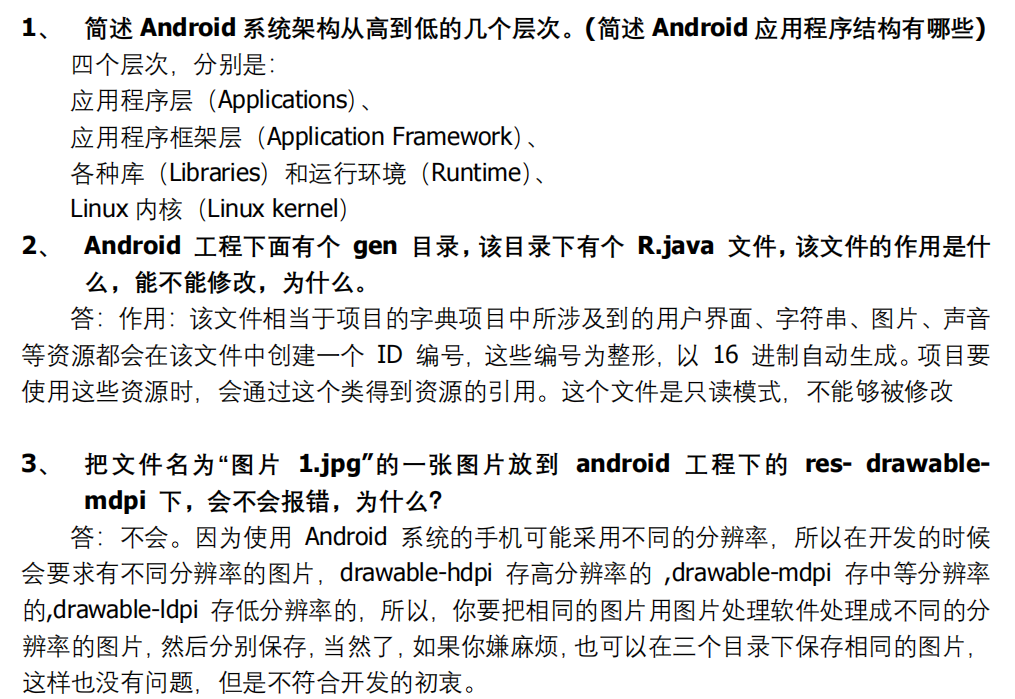 1、 简述 Android 系统架构从高到低的几个层次。(简述 Android 应用程序结构有哪些)
四个层次，分别是：
应用程序层（Applications）、
应用程序框架层（Application Framework）、
各种库（Libraries）和运行环境（Runtime）、
Linux 内核（Linux kernel）
2、 Android 工程下面有个 gen 目录，该目录下有个 R.java 文件，该文件的作用是什
么，能不能修改，为什么。
答：作用：该文件相当于项目的字典项目中所涉及到的用户界面、字符串、图片、声音
等资源都会在该文件中创建一个 ID 编号，这些编号为整形，以 16 进制自动生成。项目要
使用这些资源时，会通过这个类得到资源的引用。这个文件是只读模式，不能够被修改
3、 把文件名为“图片 1.jpg”的一张图片放到 android 工程下的 res- drawable-
mdpi 下，会不会报错，为什么?
答：不会。因为使用 Android 系统的手机可能采用不同的分辨率，所以在开发的时候
会要求有不同分辨率的图片，drawable-hdpi 存高分辨率的 ,drawable-mdpi 存中等分辨率
的,drawable-ldpi 存低分辨率的，所以，你要把相同的图片用图片处理软件处理成不同的分
辨率的图片，然后分别保存，当然了，如果你嫌麻烦，也可以在三个目录下保存相同的图片，
这样也没有问题，但是不符合开发的初衷。